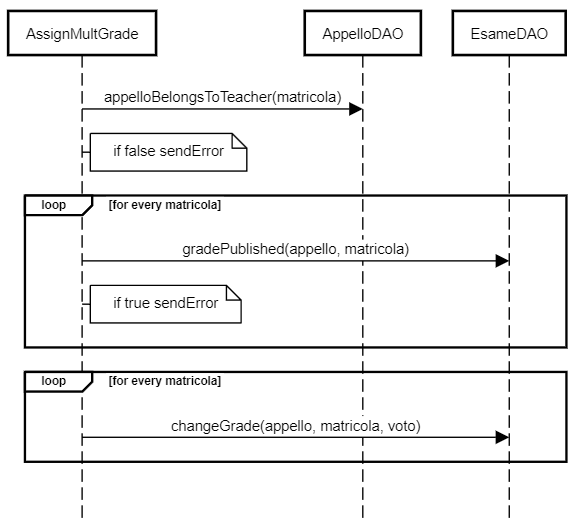 AssignMultGrade
AppelloDAO
EsameDAO
appelloBelongsToTeacher(matricola)
if false sendError
loop [for every matricola]
gradePublished(appello, matricola)
if true sendError
loop [for every matricola]
changeGrade(appello, matricola, voto)